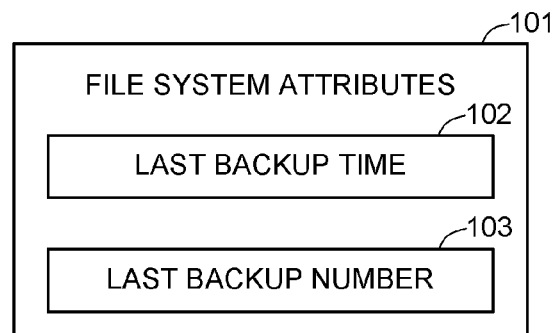 101
FILE SYSTEM ATTRIBUTES
102
LAST BACKUP TIME
103
LAST BACKUP NUMBER